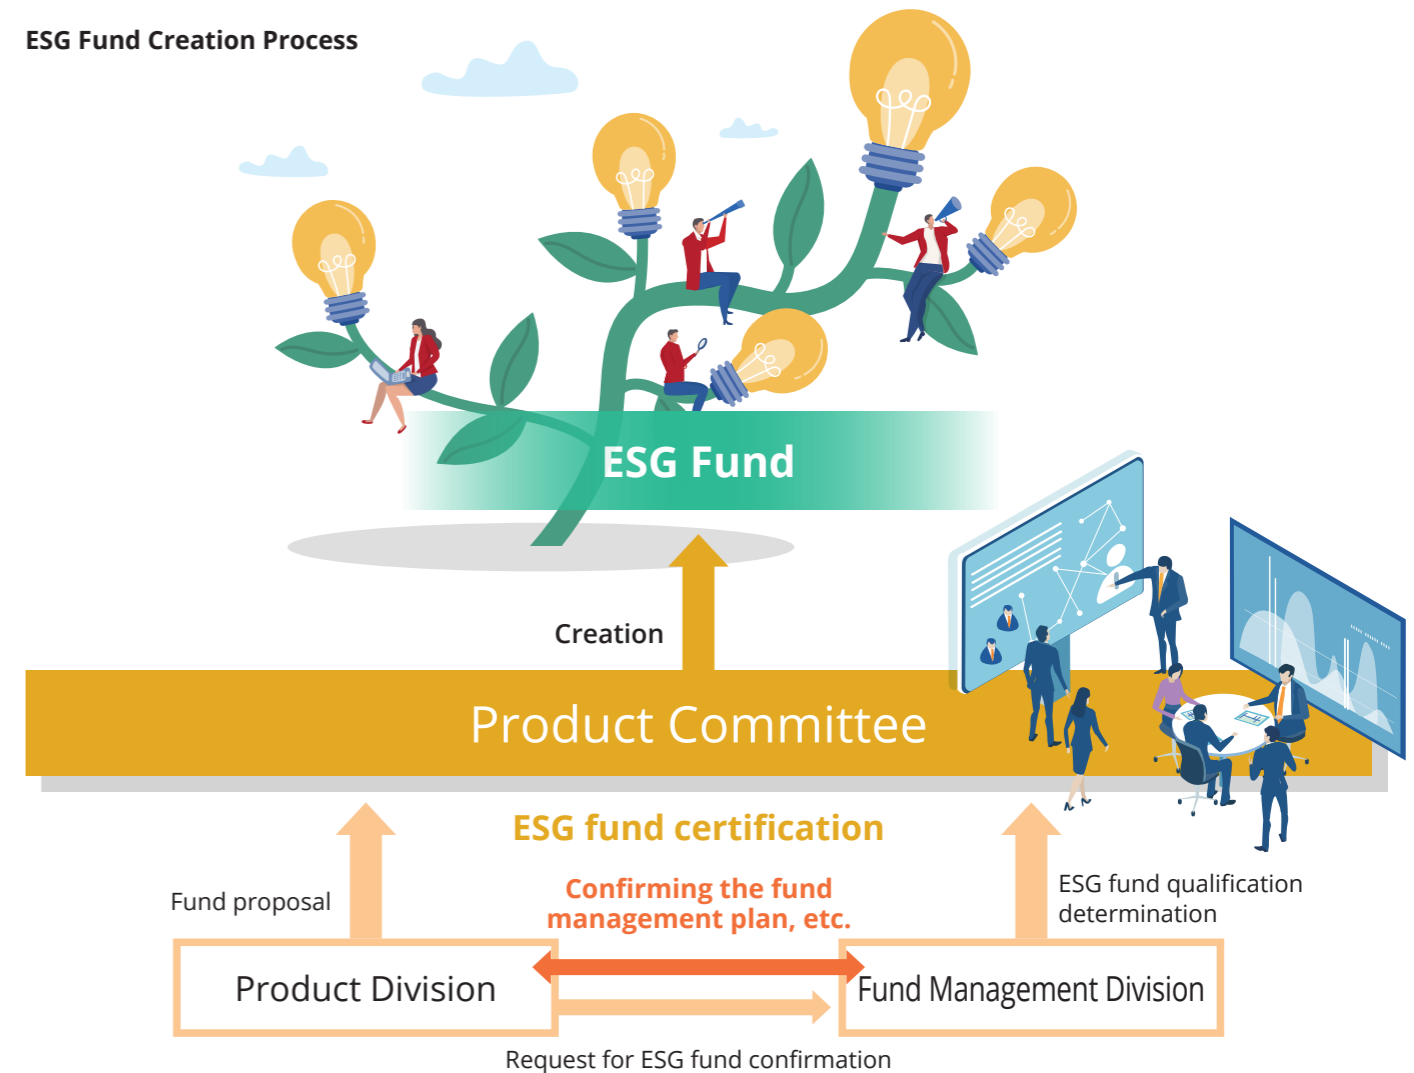 ESG Fund Creation Process
ESG Fund
Creation
Product Committee
ESG fund certification
Fund proposal
Confirming the fund
management plan, etc.
ESG fund qualification
determination
Product Division
Fund Management Division
Request for ESG fund confirmation